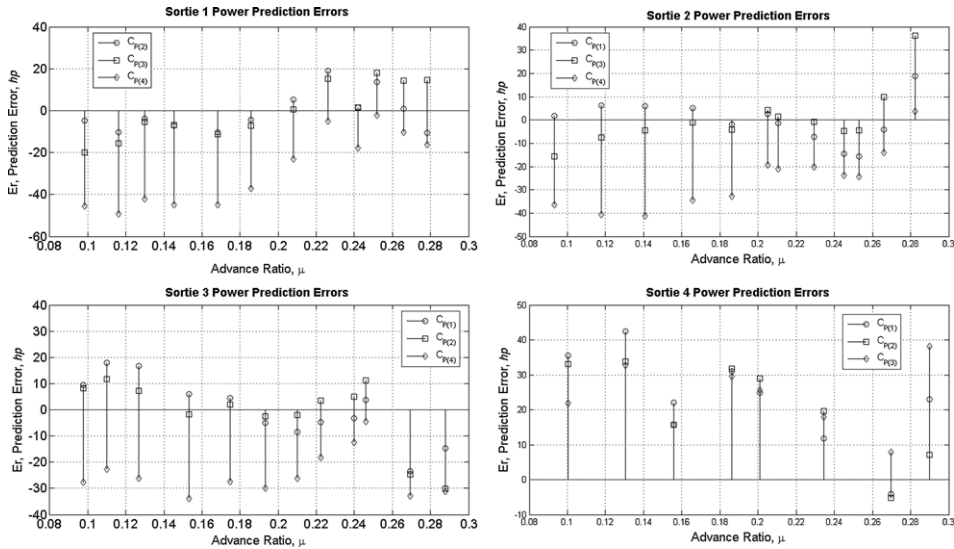 Sortie 1 Power Prediction Errors
Er, Prediction Error, hp
40
20
0
-20
-40
-60
C_P(2)
C_P(3)
C_P(4)
0.08 0.1 0.12 0.14 0.16 0.18 0.2 0.22 0.24 0.26 0.28 0.3
Advance Ratio, μ
Sortie 2 Power Prediction Errors
Er, Prediction Error, hp
40
30
20
10
0
-10
-20
-30
-40
-50
C_P(1)
C_P(3)
C_P(4)
0.08 0.1 0.12 0.14 0.16 0.18 0.2 0.22 0.24 0.26 0.28 0.3
Advance Ratio, μ
Sortie 3 Power Prediction Errors
Er, Prediction Error, hp
40
30
20
10
0
-10
-20
-30
-40
C_P(1)
C_P(2)
C_P(4)
0.08 0.1 0.12 0.14 0.16 0.18 0.2 0.22 0.24 0.26 0.28 0.3
Advance Ratio, μ
Sortie 4 Power Prediction Errors
Er, Prediction Error, hp
50
40
30
20
10
0
-10
C_P(1)
C_P(2)
C_P(3)
0.08 0.1 0.12 0.14 0.16 0.18 0.2 0.22 0.24 0.26 0.28 0.3
Advance Ratio, μ